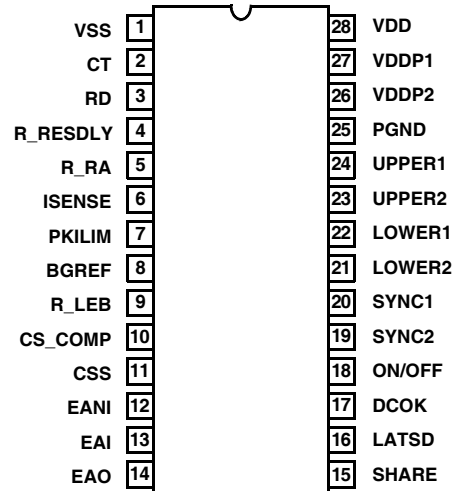 VSS 1 28 VDD
CT 2 27 VDDP1
RD 3 26 VDDP2
R_RESDLY 4 25 PGND
R_RA 5 24 UPPER1
ISENSE 6 23 UPPER2
PKILIM 7 22 LOWER1
BGREF 8 21 LOWER2
R_LEB 9 20 SYNC1
CS_COMP 10 19 SYNC2
CSS 11 18 ON/OFF
EANI 12 17 DCOK
EAI 13 16 LATSD
EAO 14 15 SHARE